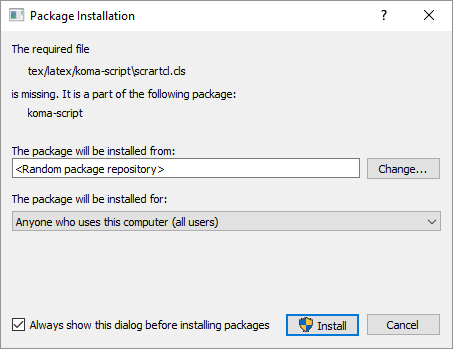 Package Installation
The required file
tex/latex/koma-script\scrartcl.cls
is missing. It is a part of the following package:
koma-script
The package will be installed from:
<Random package repository>
Change...
The package will be installed for:
Anyone who uses this computer (all users)
Always show this dialog before installing packages
Install
Cancel